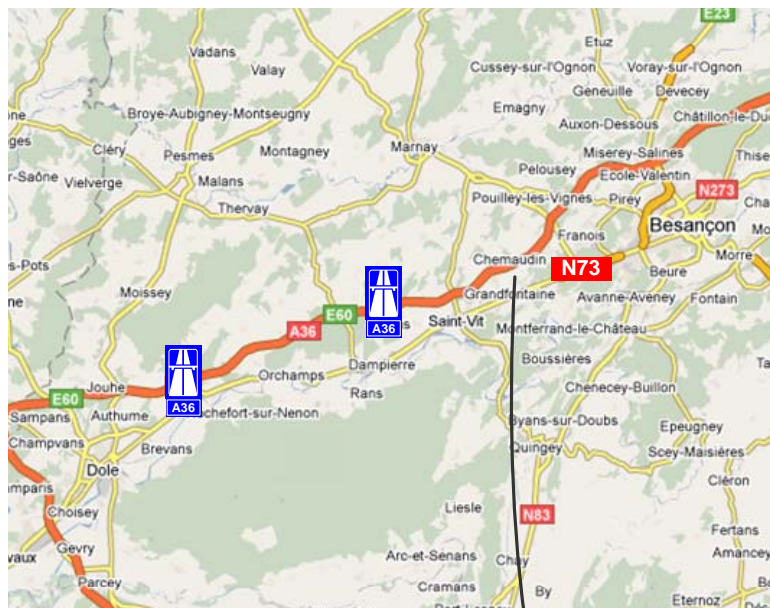 E23
Etuz
Vadans
Cussey-sur-l'Ognon
Voray-sur-l'Ognon
Valay
Geneuille
Devecey
Emagny
Broye-Aubigney-Montseugny
Auxon-Dessous
Châtillon-le-Duc
Cléry
Pesmes
Montagney
Marnay
Miserey-Salines
Pelousey
Ecole-Valentin
Vielverge
Malans
N273
Pouilley-les-Vignes
Pirey
Thervay
Besançon
Franois
Chemaudin
Morre
N73
Beure
Moissey
Grandfontaine
Avanne-Aveney
Fontain
E60
A36
A36
Saint-Vit
Montferrand-le-Château
Boussières
Dampierre
Orchamps
Jouhe
Rans
Chenecey-Buillon
E60
A36
Sampans
Authume
Byans-sur-Doubs
Epeugney
Champvans
Brevans
Quingey
Scey-Maisières
Dole
Cléron
Choisey
Liesle
N83
Fertans
Gevry
Arc-et-Senans
Chay
Amancey
Parcey
Cramans
By
Eternoz